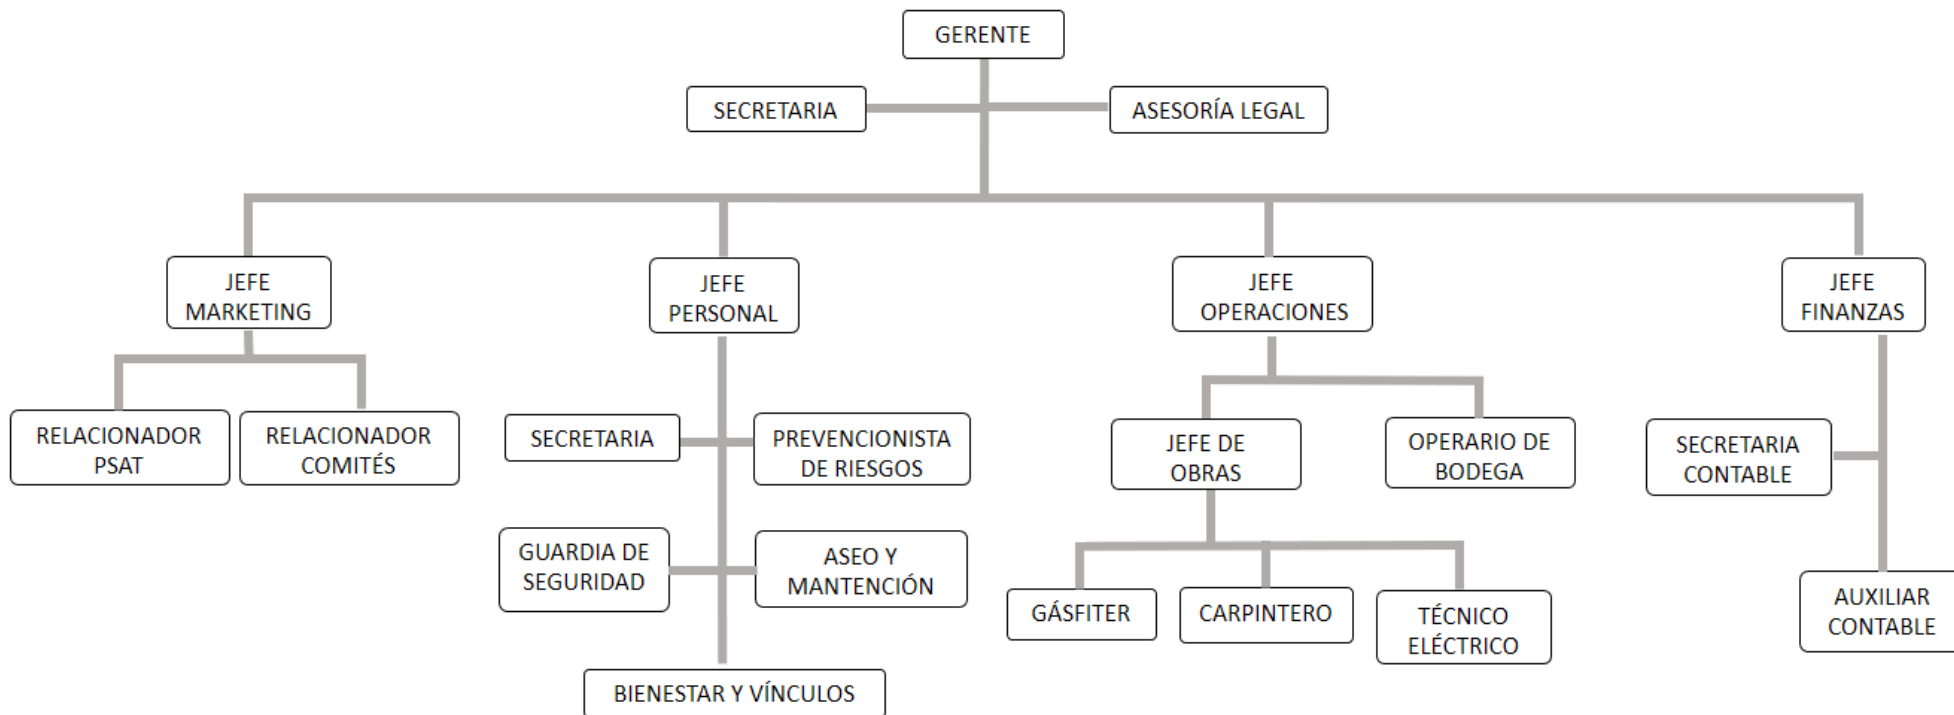 GERENTE
SECRETARIA
ASESORÍA LEGAL
JEFE
MARKETING
JEFE
PERSONAL
JEFE
OPERACIONES
JEFE
FINANZAS
RELACIONADOR
PSAT
RELACIONADOR
COMITÉS
SECRETARIA
PREVENCIONISTA
DE RIESGOS
JEFE DE
OBRAS
OPERARIO DE
BODEGA
SECRETARIA
CONTABLE
GUARDIA DE
SEGURIDAD
ASEO Y
MANTENCIÓN
GÁSFITER
CARPINTERO
TÉCNICO
ELÉCTRICO
AUXILIAR
CONTABLE
BIENESTAR Y VÍNCULOS